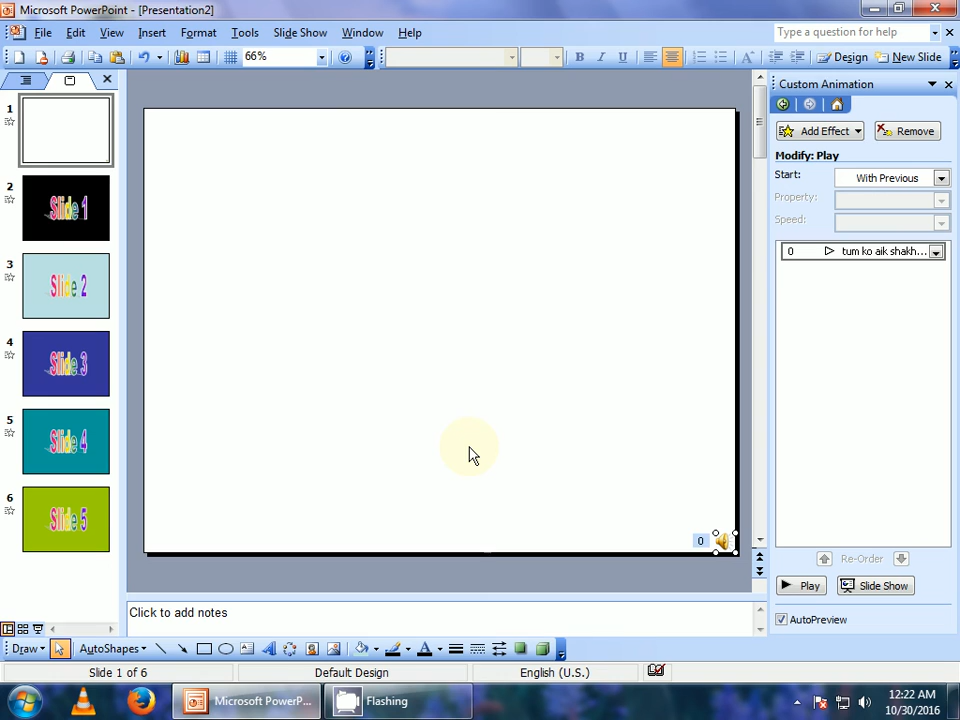 Microsoft PowerPoint - [Presentation2]
File Edit View Insert Format Tools Slide Show Window Help
Type a question for help
66%
B I U
Design
New Slide
Custom Animation
Add Effect
Remove
Modify: Play
Start:
With Previous
Property:
Speed:
0
tum ko aik shakh...
1
2
Slide 1
3
Slide 2
4
Slide 3
5
Slide 4
6
Slide 5
0
Re-Order
Play
Slide Show
AutoPreview
Click to add notes
Draw
AutoShapes
Slide 1 of 6
Default Design
English (U.S.)
Microsoft PowerP...
Flashing
12:22 AM
10/30/2016